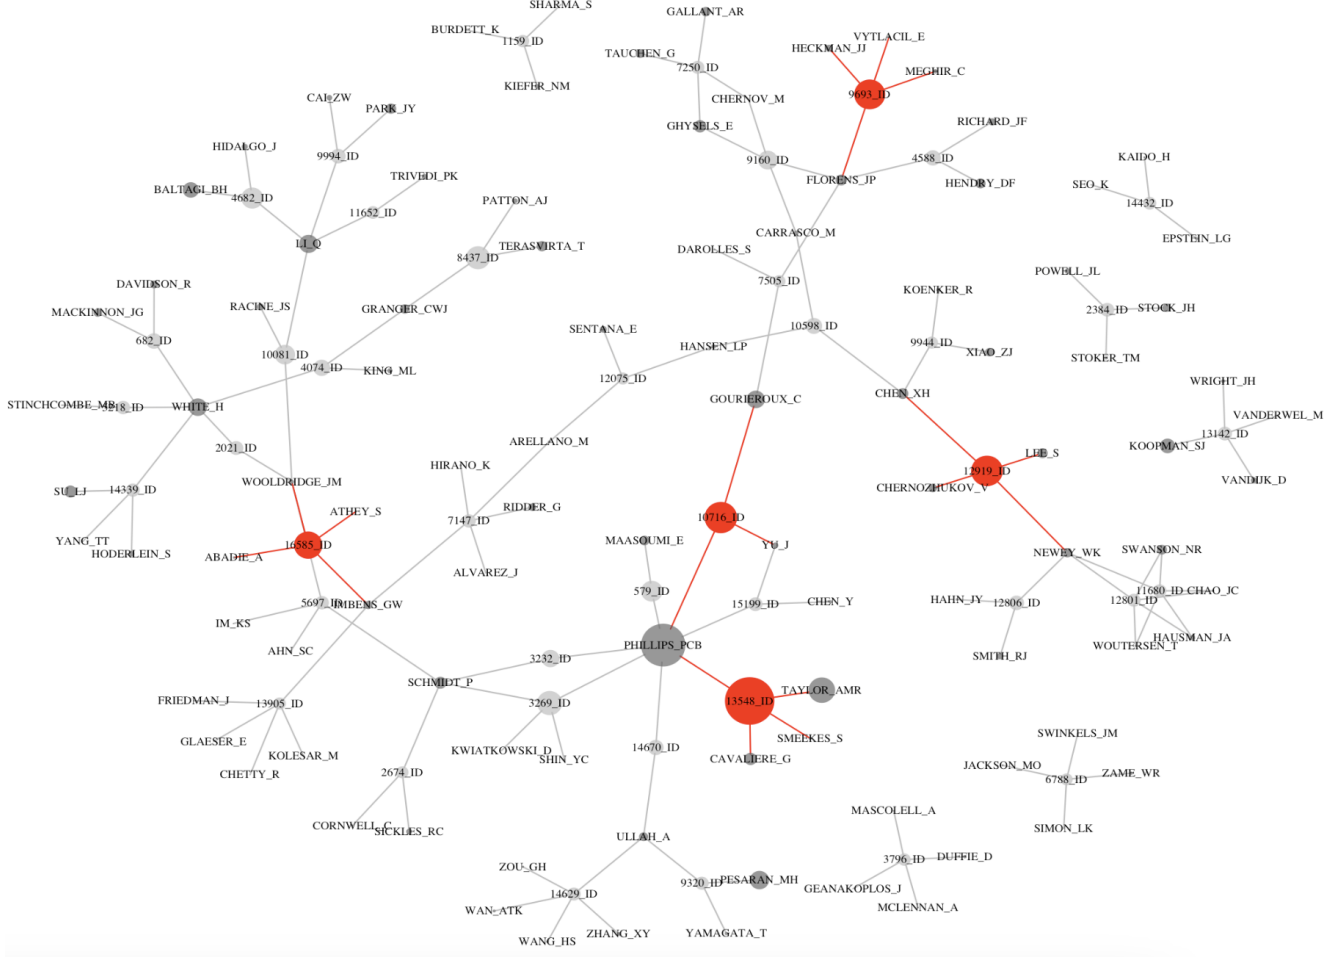 SHARMA_S
GALLANT_AR
BURDETT_K
1159_ID
VYTLACIL_E
HECKMAN_JJ
TAUCHEN_G
7250_ID
MEGHIR_C
KIEFER_NM
9693_ID
CAI_ZW
CHERNOV_M
PARK_JY
RICHARD_JF
GHYSELS_E
HIDALGO_J
9994_ID
9160_ID
4588_ID
KAIDO_H
TRIVEDI_PK
FLORENS_JP
HENDRY_DF
SEO_K
BALTAGI_BH
4682_ID
PATTON_AJ
14432_ID
11652_ID
CARRASCO_M
EPSTEIN_LG
LI_Q
TERASVIRTA_T
DAROLLES_S
8437_ID
POWELL_JL
7505_ID
DAVIDSON_R
KOENKER_R
RACINE_JS
GRANGER_CWJ
2384_ID
STOCK_JH
MACKINNON_JG
SENTANA_E
10598_ID
682_ID
HANSEN_LP
9944_ID
XIAO_ZJ
10081_ID
STOKER_TM
4074_ID
KING_ML
12075_ID
WRIGHT_JH
CHEN_XH
GOURIEROUX_C
STINCHCOMBE_MB
5218_ID
WHITE_H
VANDERWEL_M
13142_ID
ARELLANO_M
KOOPMAN_SJ
2021_ID
LEE_S
HIRANO_K
12919_ID
WOOLDRIDGE_JM
VANDIJK_D
SU_LJ
14339_ID
CHERNOZHUKOV_V
ATHEY_S
RIDDER_G
10716_ID
7147_ID
YANG_TT
MAASOUMI_E
YU_J
16585_ID
HODERLEIN_S
ABADIE_A
NEWEY_WK
SWANSON_NR
ALVAREZ_J
579_ID
11680_ID
CHAO_JC
5697_ID
IMBENS_GW
15199_ID
CHEN_Y
HAHN_JY
12806_ID
12801_ID
IM_KS
HAUSMAN_JA
PHILLIPS_PCB
WOUTERSEN_T
AHN_SC
3232_ID
SMITH_RJ
SCHMIDT_P
TAYLOR_AMR
FRIEDMAN_J
13905_ID
3269_ID
13548_ID
SWINKELS_JM
GLAESER_E
SMEEKES_S
14670_ID
KWIATKOWSKI_D
KOLESAR_M
SHIN_YC
CAVALIERE_G
JACKSON_MO
CHETTY_R
2674_ID
ZAME_WR
6788_ID
MASCOLELL_A
CORNWELL_C
SICKLES_RC
SIMON_LK
ULLAH_A
DUFFIE_D
3796_ID
ZOU_GH
9320_ID
PESARAN_MH
GEANAKOPLOS_J
14629_ID
WAN_ATK
MCLENNAN_A
ZHANG_XY
YAMAGATA_T
WANG_HS